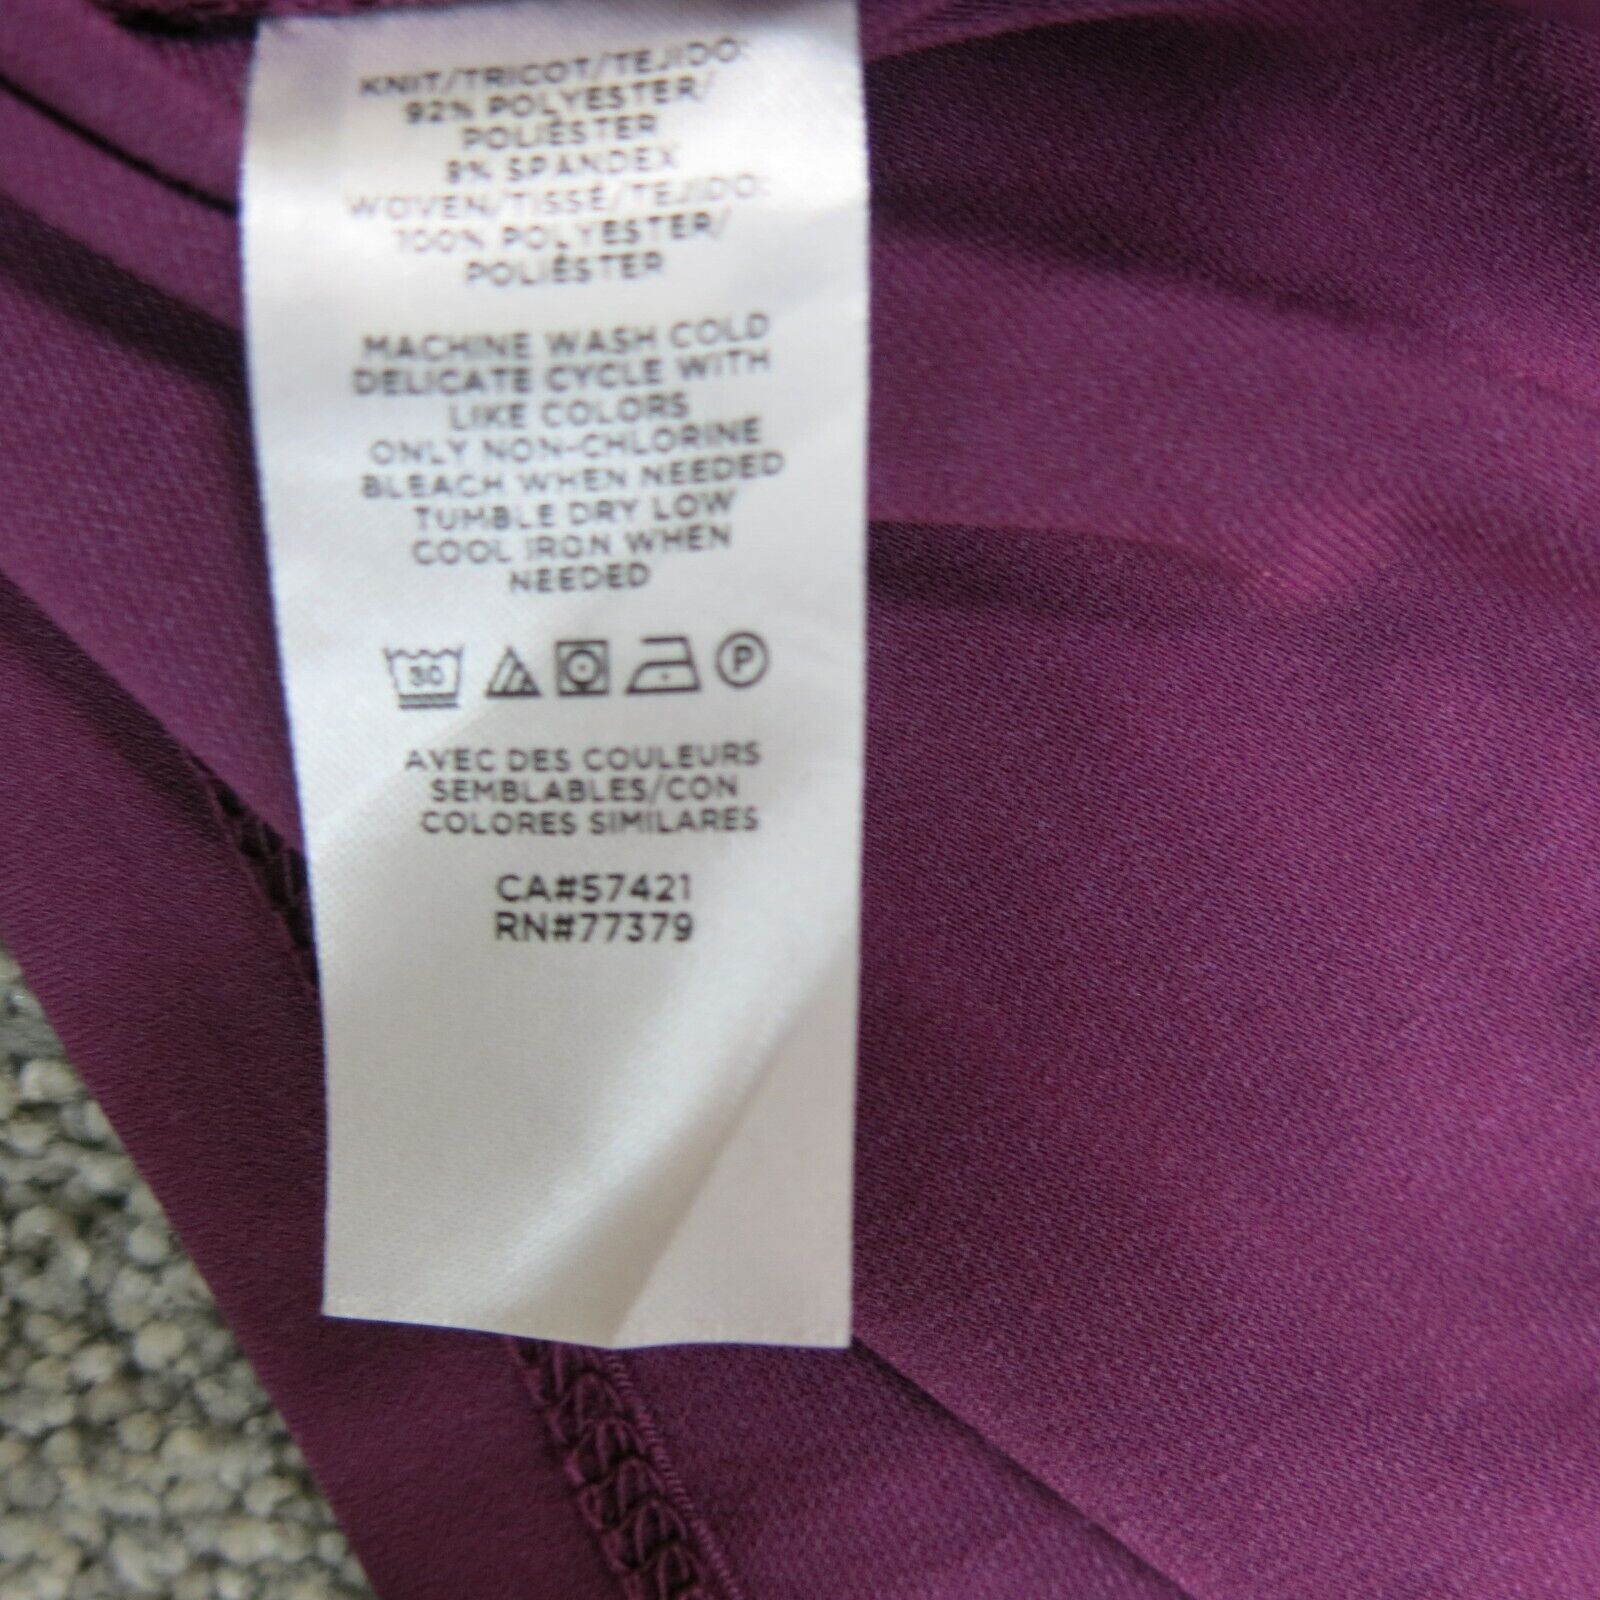 KNIT/TRICOT/TEJIDO:
92% POLYESTER/
POLIÉSTER
8% SPANDEX
WOVEN/TISSÉ/TEJIDO:
100% POLYESTER/
POLIÉSTER
MACHINE WASH COLD
DELICATE CYCLE WITH
LIKE COLORS
ONLY NON-CHLORINE
BLEACH WHEN NEEDED
TUMBLE DRY LOW
COOL IRON WHEN
NEEDED
30 P
AVEC DES COULEURS
SEMBLABLES/CON
COLORES SIMILARES
CA#57421
RN#77379